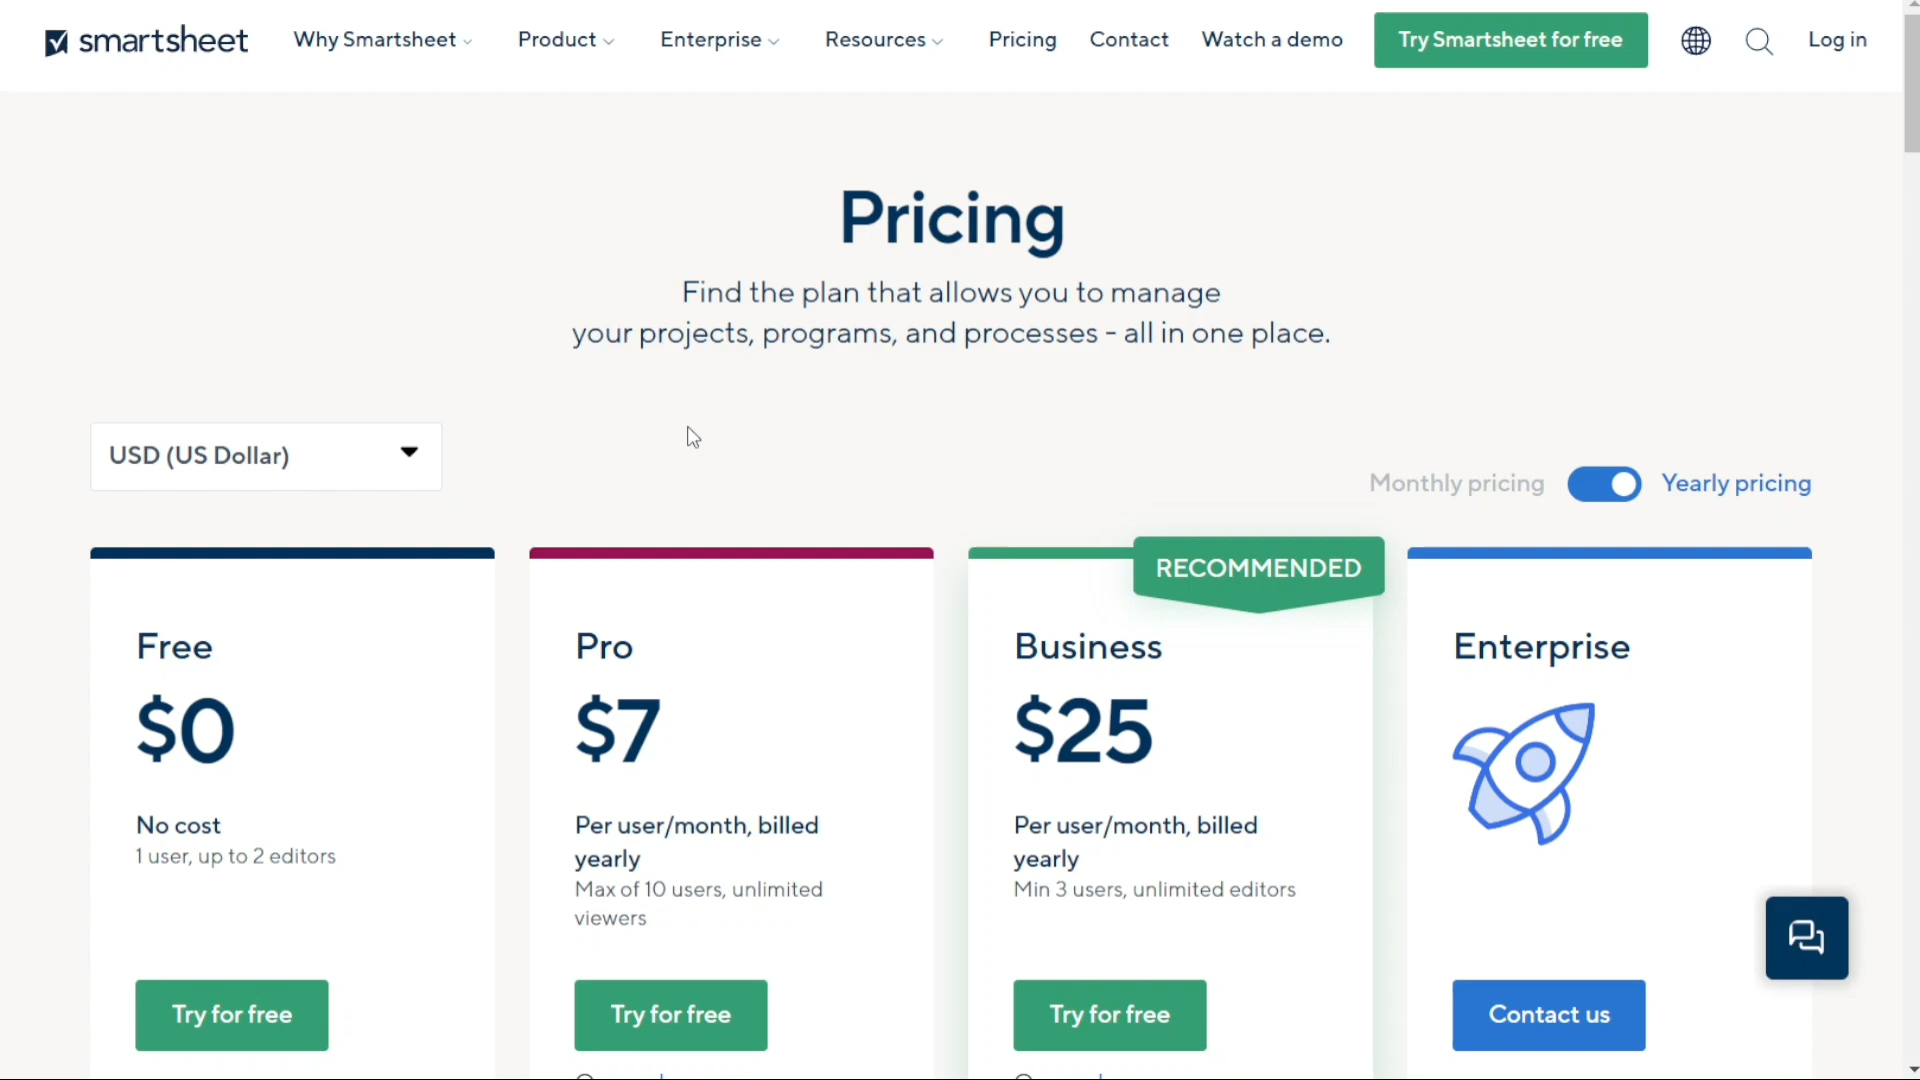 smartsheet
Why Smartsheet
Product
Enterprise
Resources
Pricing
Contact
Watch a demo
Try Smartsheet for free
Log in
Pricing
Find the plan that allows you to manage
your projects, programs, and processes - all in one place.
USD (US Dollar)
Monthly pricing
Yearly pricing
Free
$0
No cost
1 user, up to 2 editors
Try for free
Pro
$7
Per user/month, billed
yearly
Max of 10 users, unlimited
viewers
Try for free
RECOMMENDED
Business
$25
Per user/month, billed
yearly
Min 3 users, unlimited editors
Try for free
Enterprise
Contact us